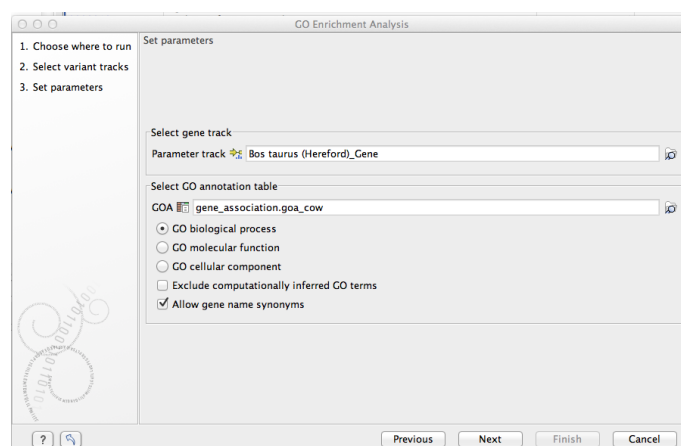 GO Enrichment Analysis
1. Choose where to run
2. Select variant tracks
3. Set parameters
Set parameters
Select gene track
Parameter track Bos taurus (Hereford)_Gene
Select GO annotation table
GOA gene_association.goa_cow
GO biological process
GO molecular function
GO cellular component
Exclude computationally inferred GO terms
Allow gene name synonyms
? Previous Next Finish Cancel